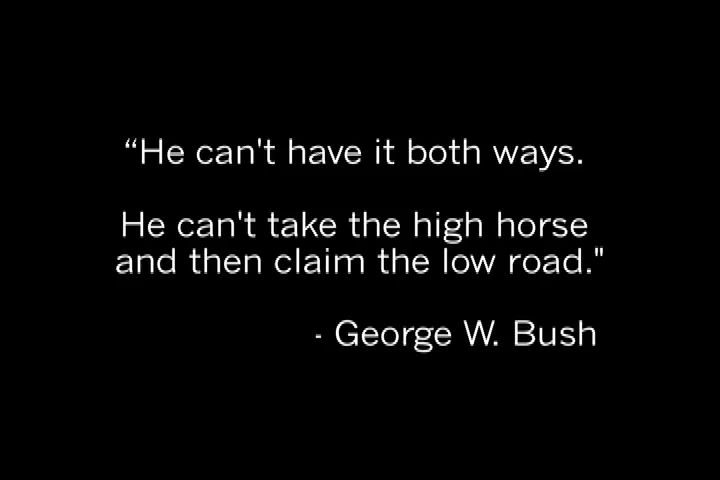 “He can't have it both ways.
He can't take the high horse
and then claim the low road."
- George W. Bush